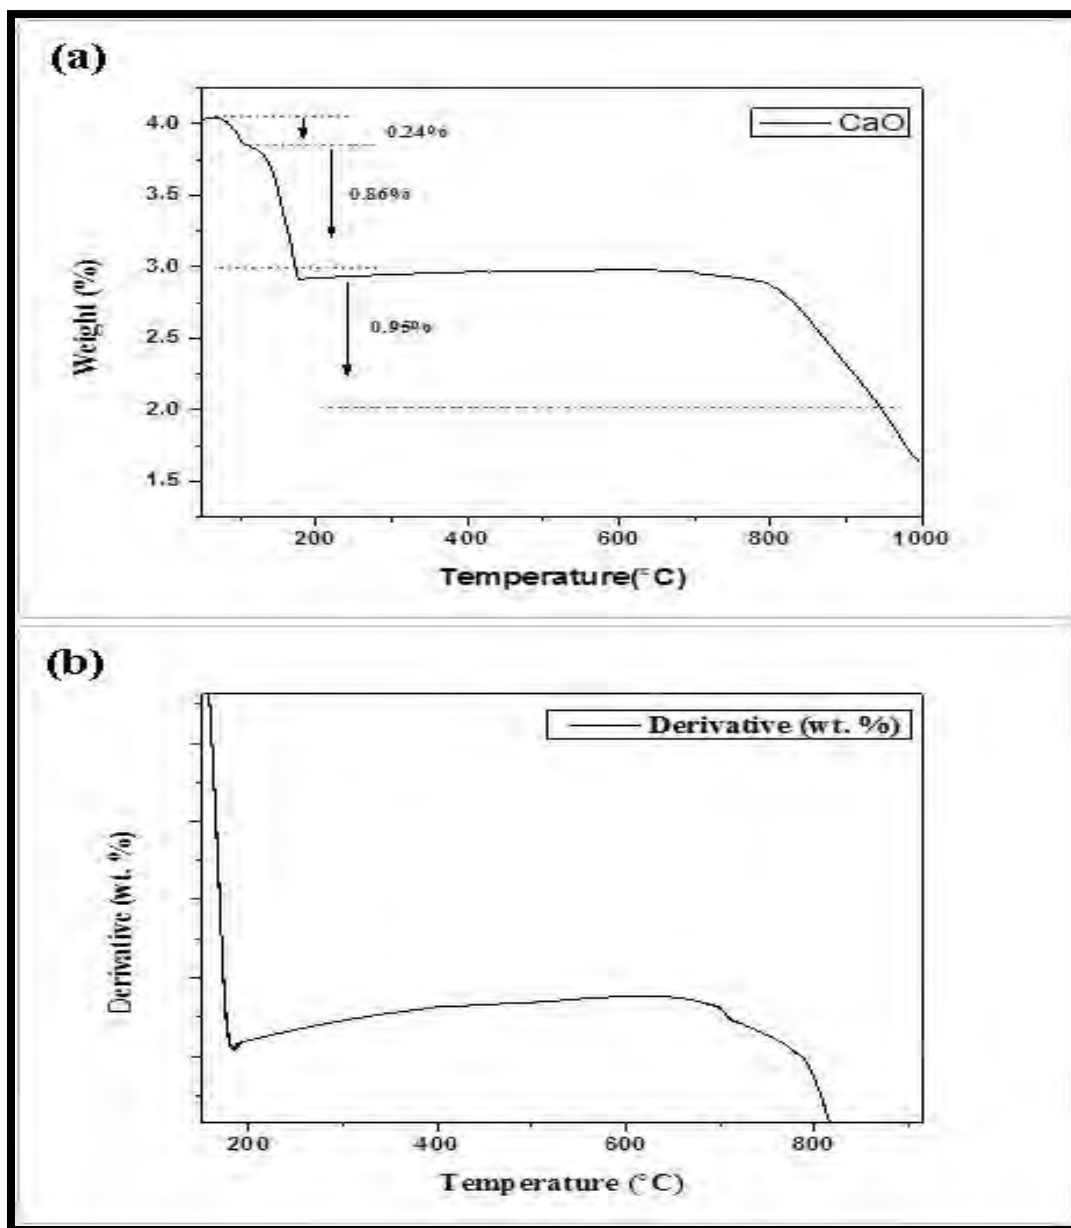 (a)
CaO
4.0
0.24%
3.5
0.86%
3.0
0.95%
2.5
2.0
1.5
Weight (%)
200 400 600 800 1000
Temperature(°C)
(b)
Derivative (wt. %)
Derivative (wt. %)
200 400 600 800
Temperature (°C)